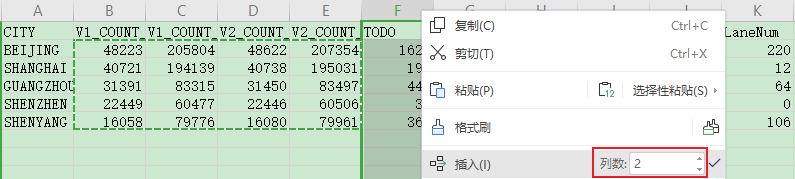 A B C D E F G H I J K
CITY V1_COUNT_ V1_COUNT_ V2_COUNT_ V2_COUNT_ TODO LaneNum
BEIJING 48223 205804 48622 207354 162 220
SHANGHAI 40721 194139 40738 195031 19 12
GUANGZHOU 31391 83315 31450 83497 44 64
SHENZHEN 22449 60477 22446 60506 3 0
SHENYANG 16058 79776 16080 79961 36 106
复制(C) Ctrl+C
剪切(T) Ctrl+X
粘贴(P) 12 选择性粘贴(S)
格式刷
插入(I) 列数: 2